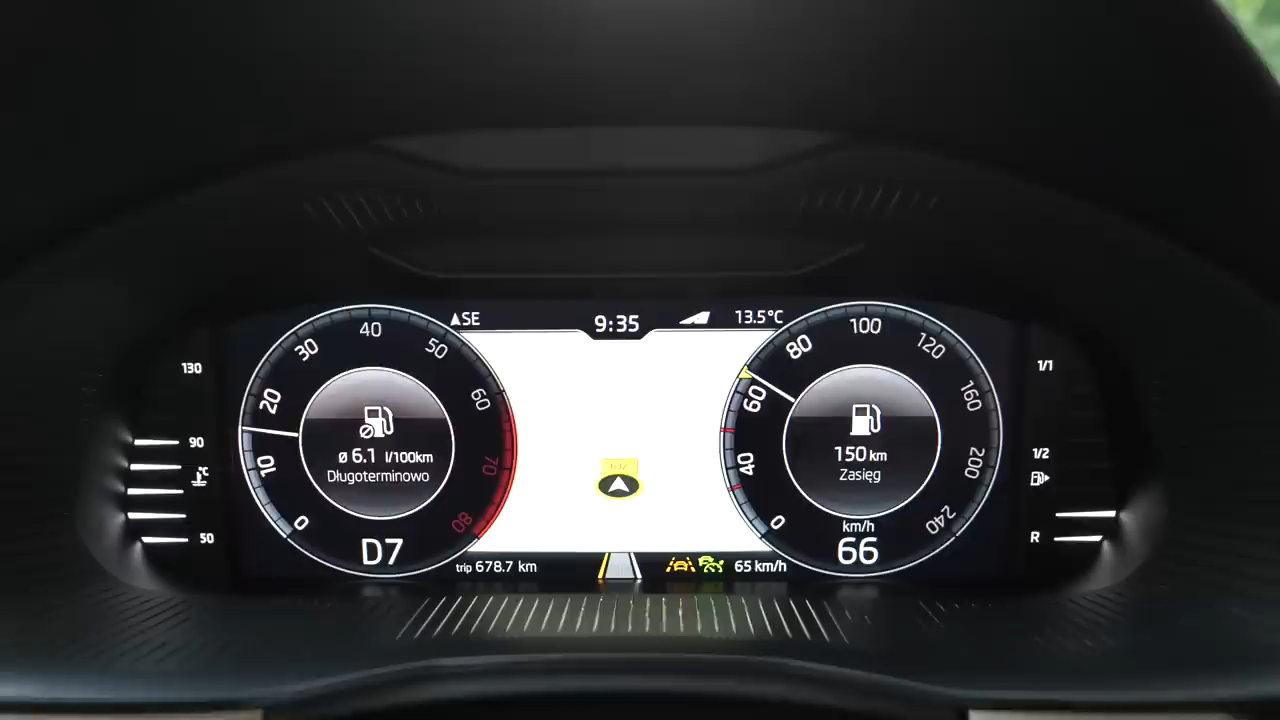 SE
9:35
13.5°C
0
10
20
30
40
50
60
70
80
ø 6.1 l/100km
Długoterminowo
D7
trip 678.7 km
65 km/h
0
40
60
80
100
120
160
200
240
150 km
Zasięg
km/h
66
130
90
°C
50
1/1
1/2
R